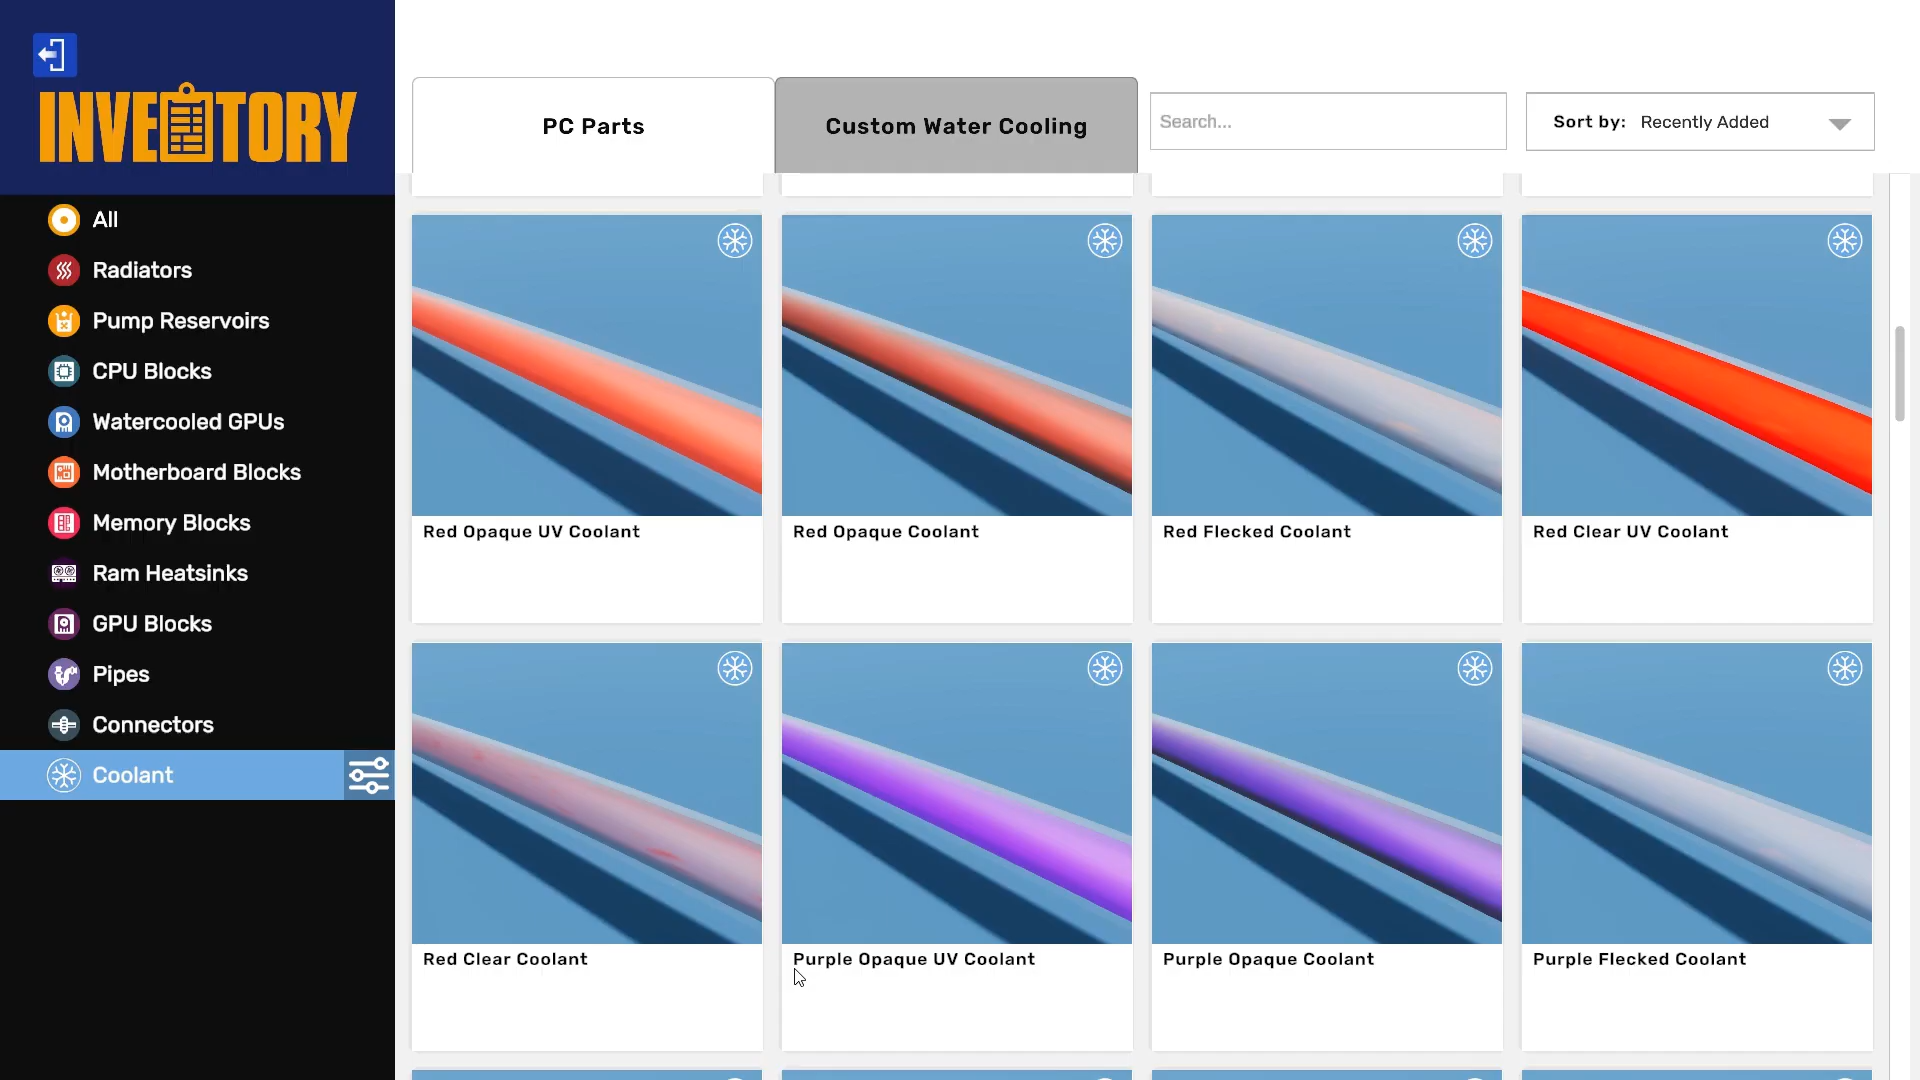 INVENTORY
PC Parts
Custom Water Cooling
Search...
Sort by: Recently Added
All
Radiators
Pump Reservoirs
CPU Blocks
Watercooled GPUs
Motherboard Blocks
Memory Blocks
Ram Heatsinks
GPU Blocks
Pipes
Connectors
Coolant
Red Opaque UV Coolant
Red Opaque Coolant
Red Flecked Coolant
Red Clear UV Coolant
Red Clear Coolant
Purple Opaque UV Coolant
Purple Opaque Coolant
Purple Flecked Coolant